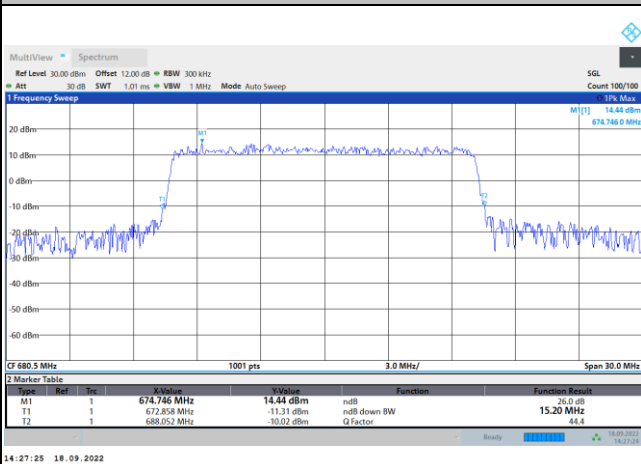 MultiView Spectrum
Ref Level 30.00 dBm Offset 12.00 dB RBW 300 kHz SGL
Att 30 dB SWT 1.01 ms VBW 1 MHz Mode Auto Sweep Count 100/100
1 Frequency Sweep 1Pk Max
M1[1] 14.44 dBm
674.746 0 MHz
20 dBm
M1
10 dBm
0 dBm
T1
T2
-10 dBm
-20 dBm
-30 dBm
-40 dBm
-50 dBm
-60 dBm
CF 680.5 MHz 1001 pts 3.0 MHz/ Span 30.0 MHz
2 Marker Table
Type Ref Trc X-Value Y-Value Function Function Result
M1 1 674.746 MHz 14.44 dBm ndB 26.0 dB
T1 1 672.858 MHz -11.31 dBm ndB down BW 15.20 MHz
T2 1 688.052 MHz -10.02 dBm Q Factor 44.4
Ready 18.09.2022
14:27:24
14:27:25 18.09.2022